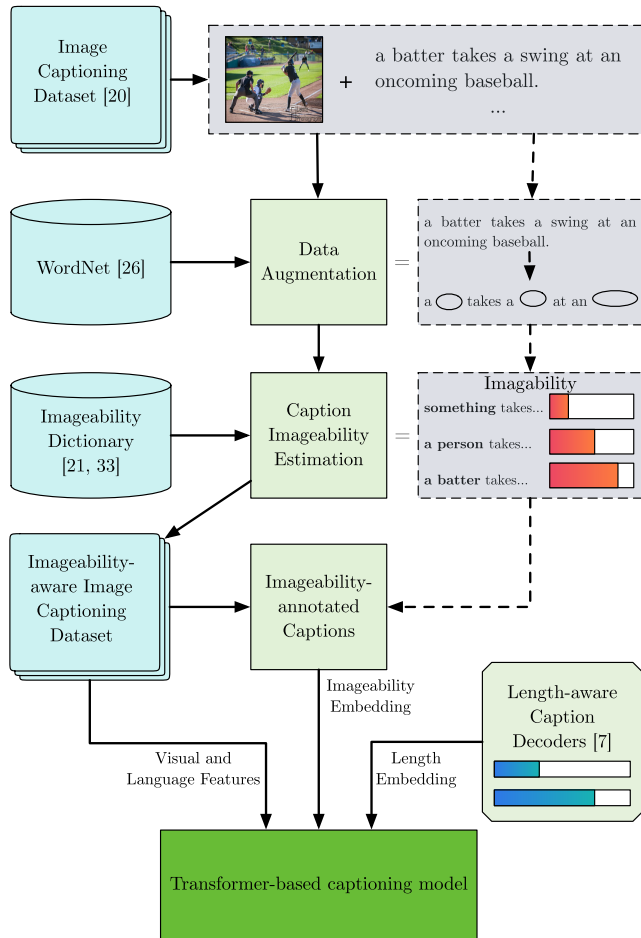 Image
Captioning
Dataset [20]
+
a batter takes a swing at an
oncoming baseball.
...
WordNet [26]
Data
Augmentation
=
a batter takes a swing at an
oncoming baseball.
a takes a at an
Imageability
Dictionary
[21, 33]
Caption
Imageability
Estimation
=
Imagability
something takes...
a person takes...
a batter takes...
Imageability-
aware Image
Captioning
Dataset
Imageability-
annotated
Captions
Imageability
Embedding
Length-aware
Caption
Decoders [7]
Visual and
Language Features
Length
Embedding
Transformer-based captioning model